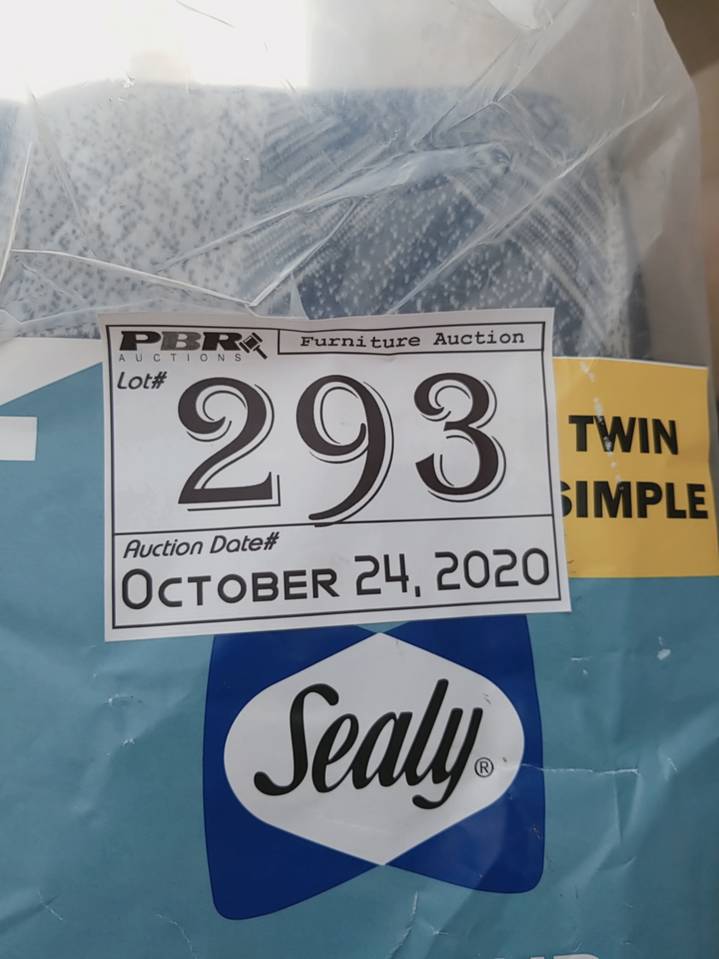 PBR
AUCTIONS
Furniture Auction
Lot#
293
Auction Date#
OCTOBER 24, 2020
TWIN
SIMPLE
Sealy®